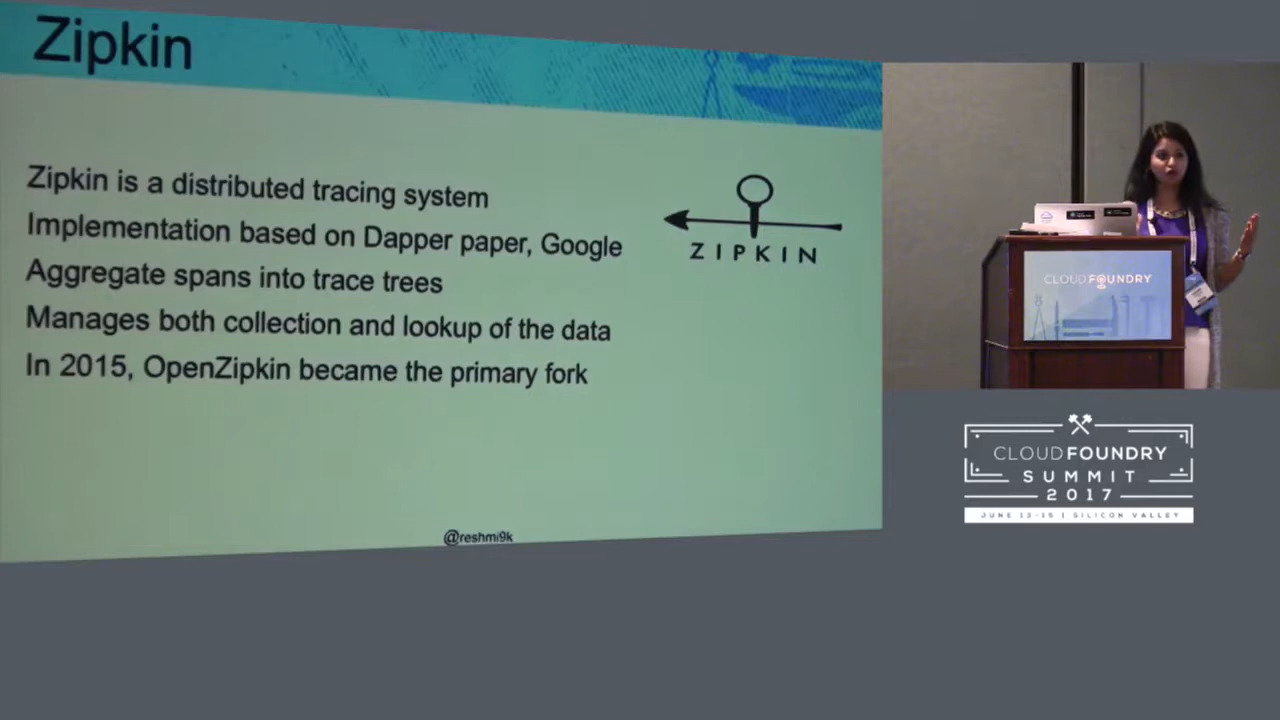 Zipkin
Zipkin is a distributed tracing system
Implementation based on Dapper paper, Google
Aggregate spans into trace trees
Manages both collection and lookup of the data
In 2015, OpenZipkin became the primary fork
ZIPKIN
@reshmi9k
CLOUD FOUNDRY
CLOUD FOUNDRY
SUMMIT
2017
JUNE 13-15 | SILICON VALLEY